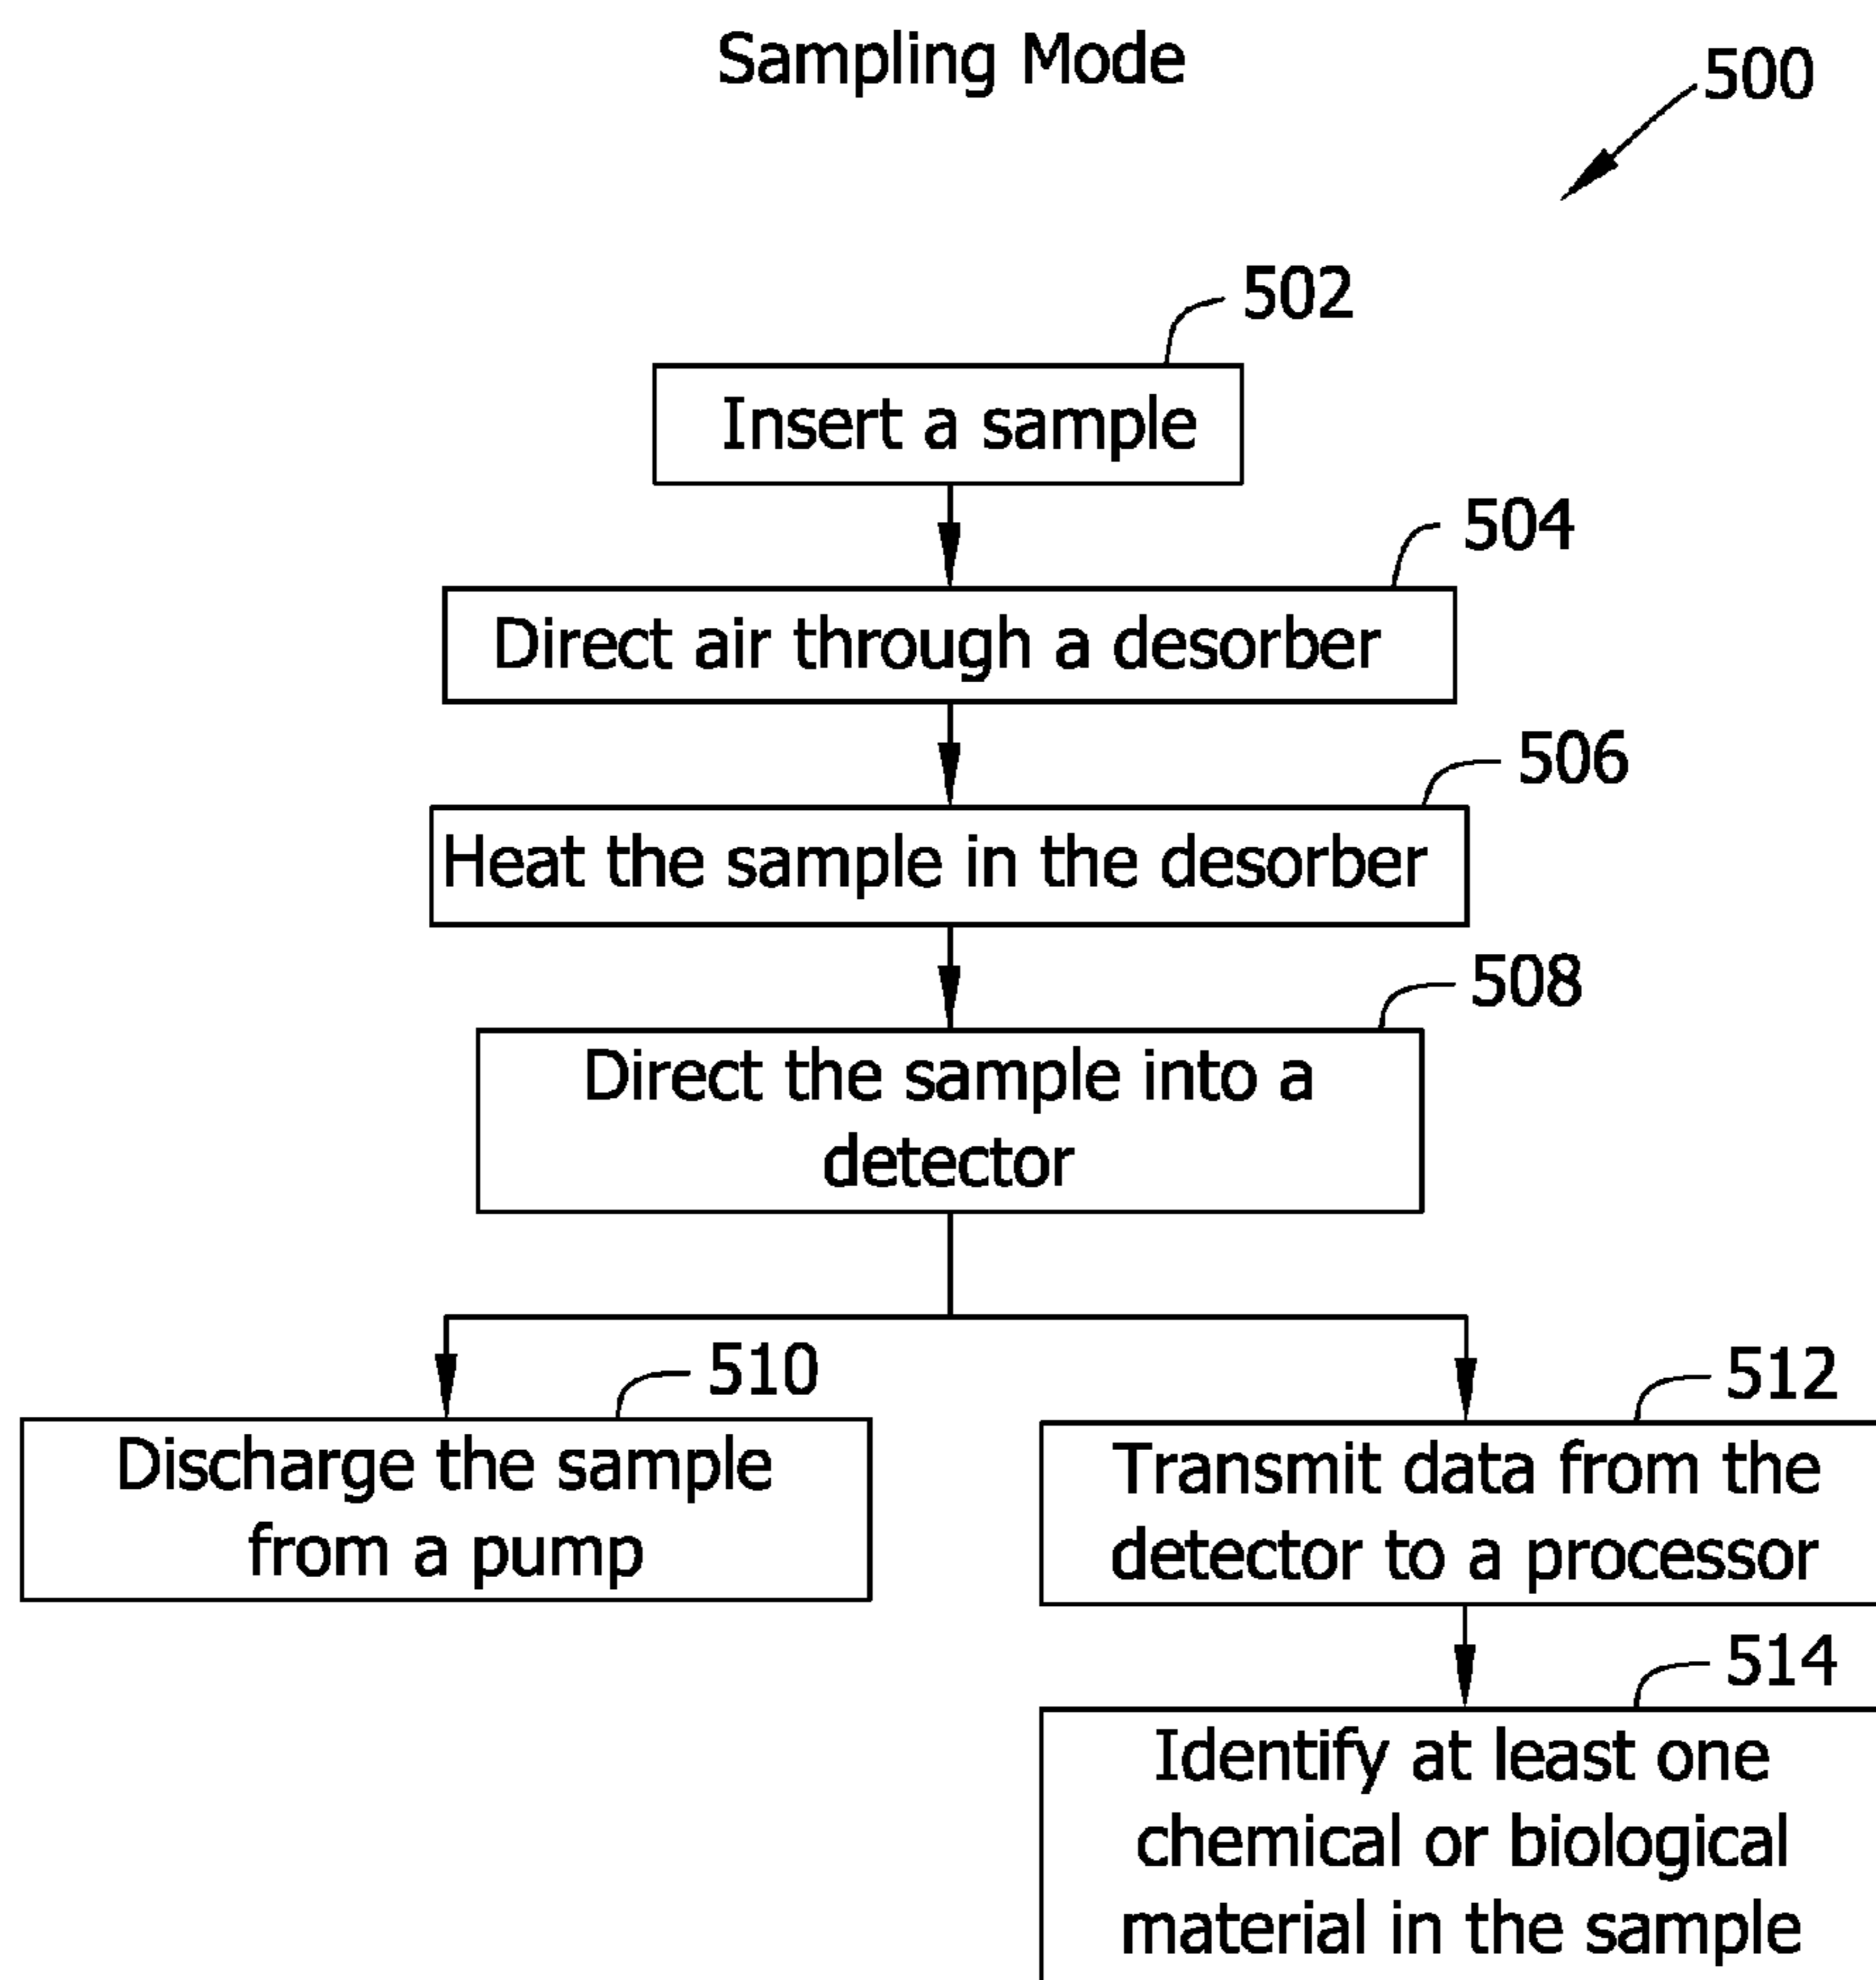 Sampling Mode
500
502
Insert a sample
504
Direct air through a desorber
506
Heat the sample in the desorber
508
Direct the sample into a
detector
510
Discharge the sample
from a pump
512
Transmit data from the
detector to a processor
514
Identify at least one
chemical or biological
material in the sample